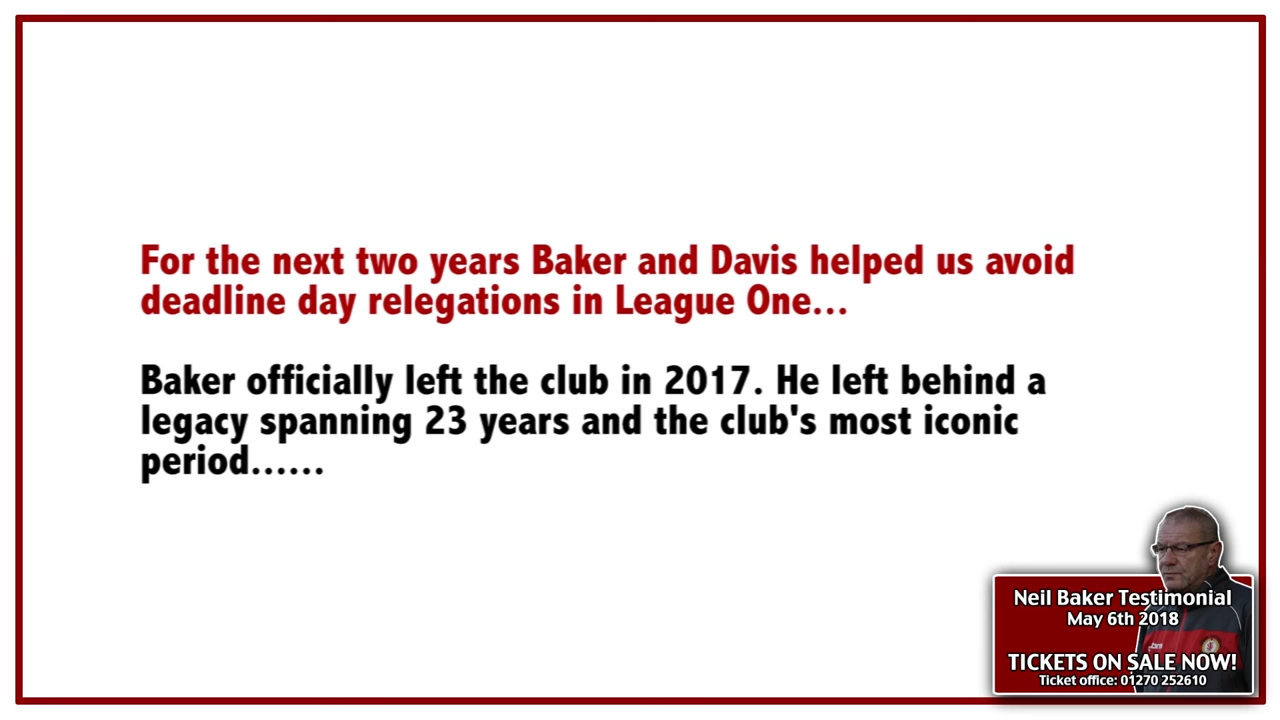 For the next two years Baker and Davis helped us avoid
deadline day relegations in League One...
Baker officially left the club in 2017. He left behind a
legacy spanning 23 years and the club's most iconic
period......
Neil Baker Testimonial
May 6th 2018
TICKETS ON SALE NOW!
Ticket office: 01270 252610